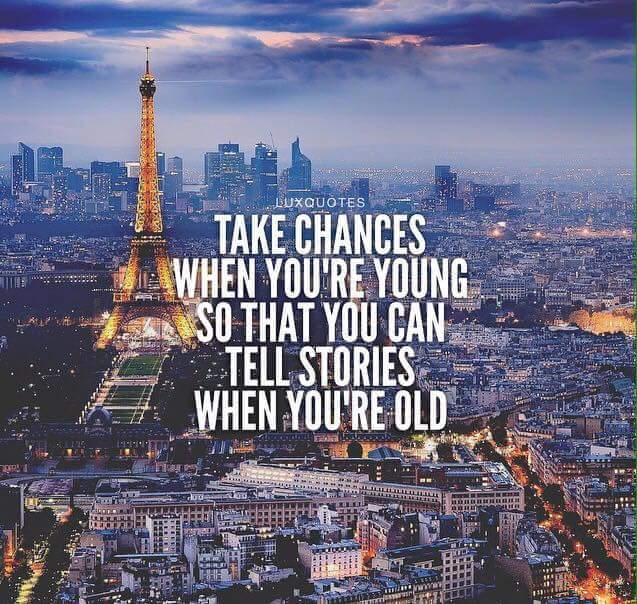 LUXQUOTES
TAKE CHANCES
WHEN YOU'RE YOUNG
SO THAT YOU CAN
TELL STORIES
WHEN YOU'RE OLD